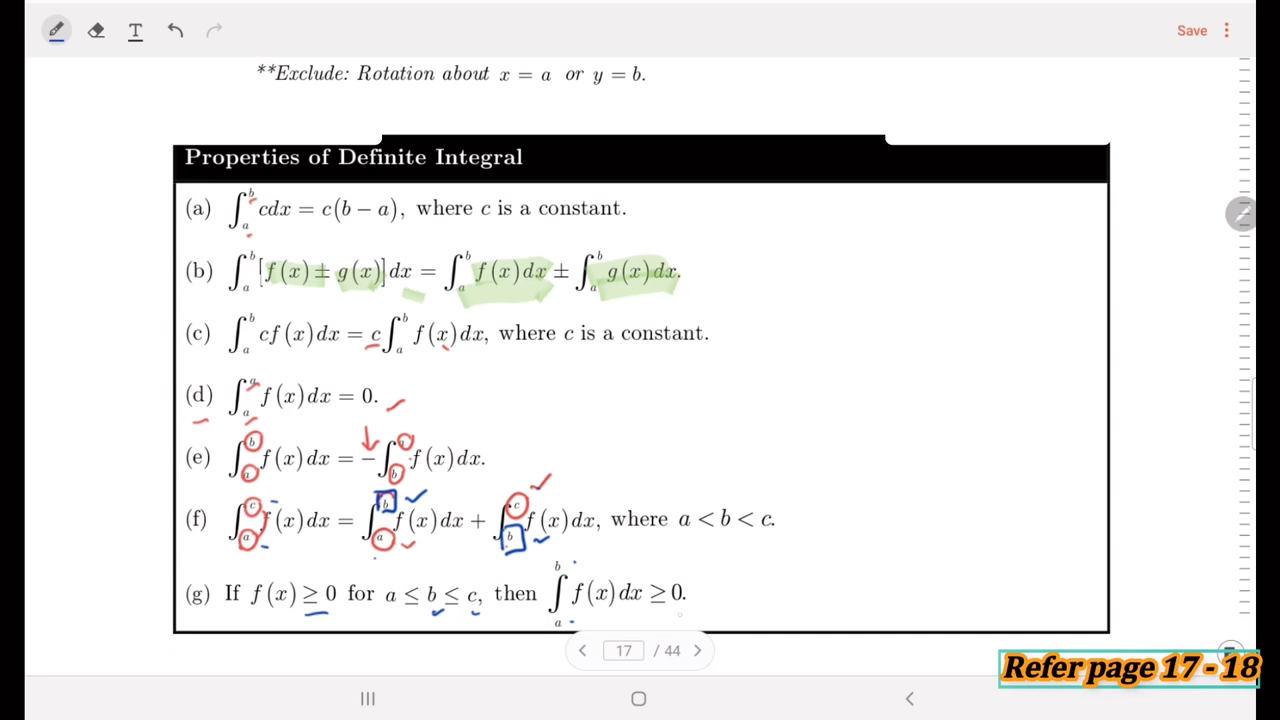 T
Save
**Exclude: Rotation about x = a or y = b.
Properties of Definite Integral
(a) ∫_a^b cdx = c(b − a), where c is a constant.
(b) ∫_a^b [f(x) ± g(x)]dx = ∫_a^b f(x)dx ± ∫_a^b g(x)dx.
(c) ∫_a^b cf(x)dx = c∫_a^b f(x)dx, where c is a constant.
(d) ∫_a^a f(x)dx = 0.
(e) ∫_a^b f(x)dx = −∫_b^a f(x)dx.
(f) ∫_a^c f(x)dx = ∫_a^b f(x)dx + ∫_b^c f(x)dx, where a < b < c.
(g) If f(x) ≥ 0 for a ≤ b ≤ c, then ∫_a^b f(x)dx ≥ 0.
17 / 44
Refer page 17 - 18